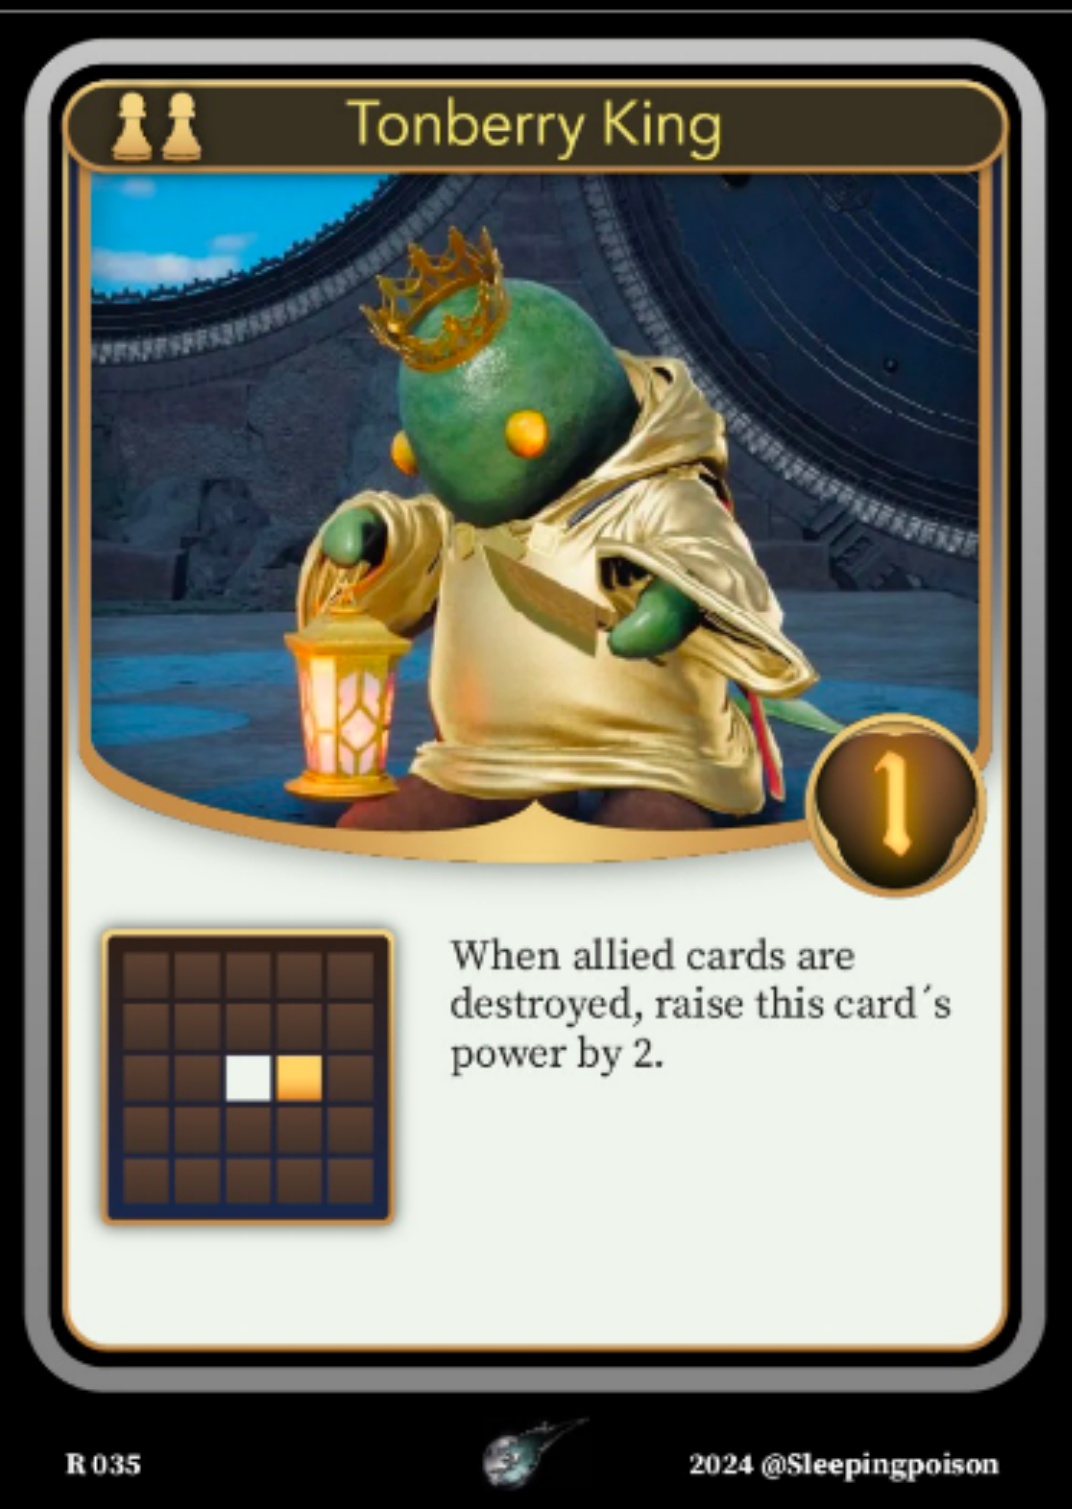 Tonberry King
1
When allied cards are
destroyed, raise this card´s
power by 2.
R 035
2024 @Sleepingpoison